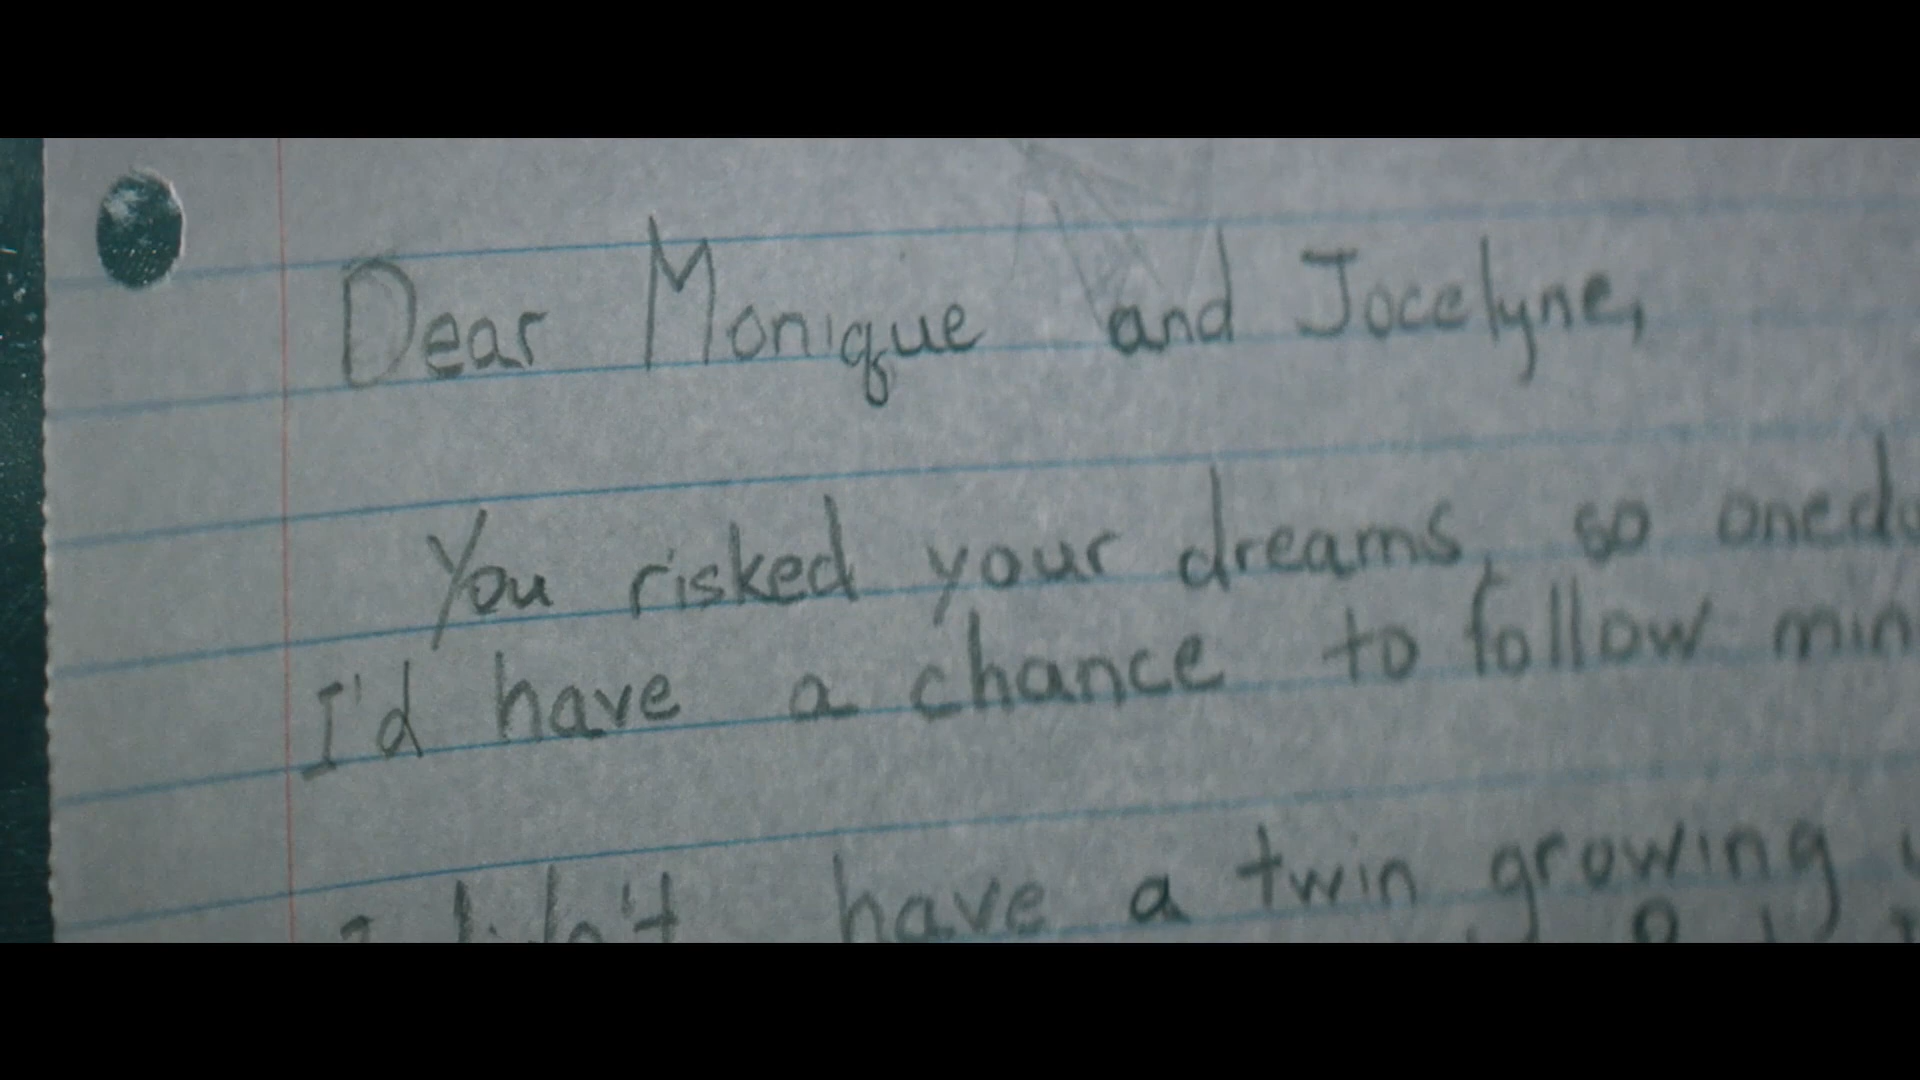 Dear Monique and Jocelyne,
You risked your dreams, so
I'd have a chance to follow
have a twin growing